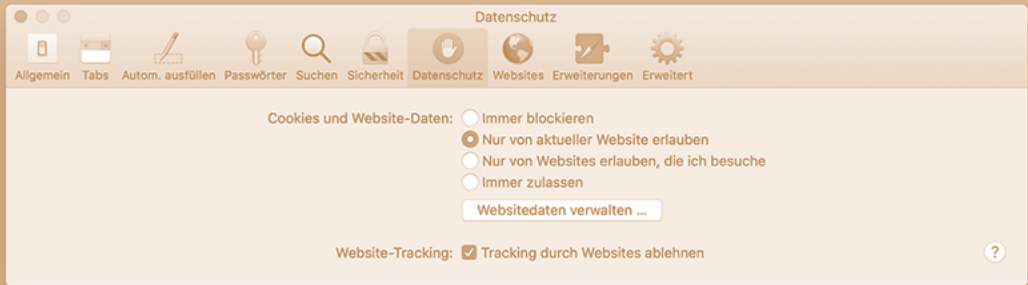 Datenschutz
Allgemein Tabs Autom. ausfüllen Passwörter Suchen Sicherheit Datenschutz Websites Erweiterungen Erweitert
Cookies und Website-Daten: Immer blockieren
Nur von aktueller Website erlauben
Nur von Websites erlauben, die ich besuche
Immer zulassen
Websitedaten verwalten ...
Website-Tracking: Tracking durch Websites ablehnen
?